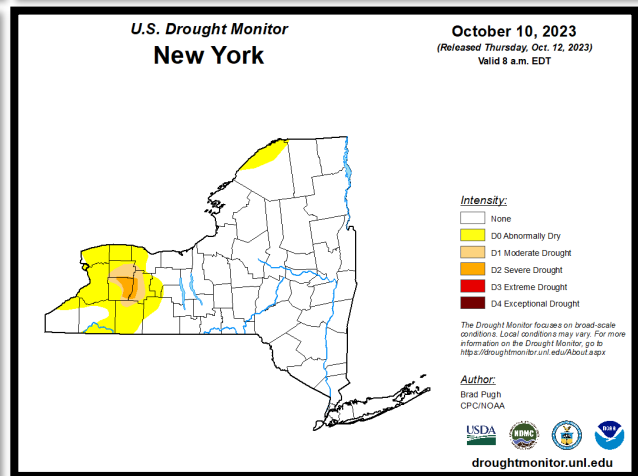 U.S. Drought Monitor
New York
October 10, 2023
(Released Thursday, Oct. 12, 2023)
Valid 8 a.m. EDT
Intensity:
None
D0 Abnormally Dry
D1 Moderate Drought
D2 Severe Drought
D3 Extreme Drought
D4 Exceptional Drought
The Drought Monitor focuses on broad-scale
conditions. Local conditions may vary. For more
information on the Drought Monitor, go to
https://droughtmonitor.unl.edu/About.aspx
Author:
Brad Pugh
CPC/NOAA
USDA
NDMC
NOAA
droughtmonitor.unl.edu